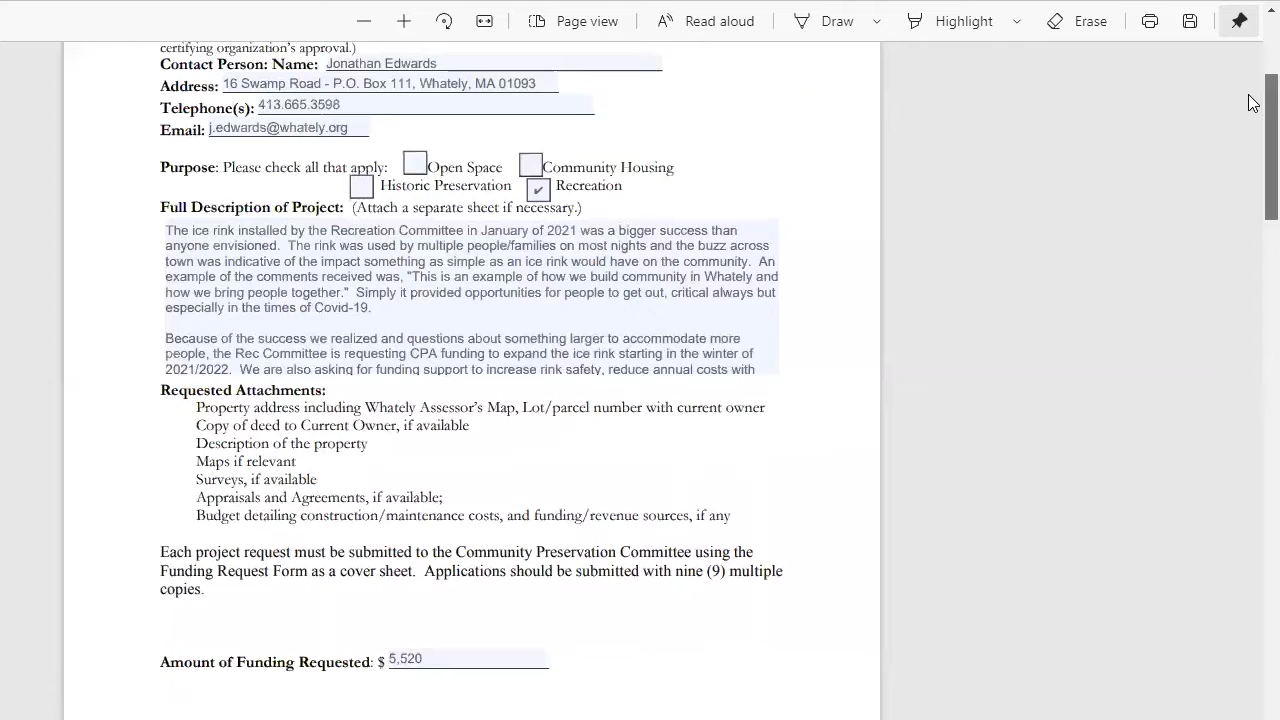 Page view
Read aloud
Draw
Highlight
Erase
certifying organization's approval.)
Contact Person: Name: Jonathan Edwards
Address: 16 Swamp Road - P.O. Box 111, Whately, MA 01093
Telephone(s): 413.665.3598
Email: j.edwards@whately.org
Purpose: Please check all that apply: Open Space Community Housing
Historic Preservation ✔ Recreation
Full Description of Project: (Attach a separate sheet if necessary.)
The ice rink installed by the Recreation Committee in January of 2021 was a bigger success than
anyone envisioned. The rink was used by multiple people/families on most nights and the buzz across
town was indicative of the impact something as simple as an ice rink would have on the community. An
example of the comments received was, "This is an example of how we build community in Whately and
how we bring people together." Simply it provided opportunities for people to get out, critical always but
especially in the times of Covid-19.
Because of the success we realized and questions about something larger to accommodate more
people, the Rec Committee is requesting CPA funding to expand the ice rink starting in the winter of
2021/2022. We are also asking for funding support to increase rink safety, reduce annual costs with
Requested Attachments:
Property address including Whately Assessor's Map, Lot/parcel number with current owner
Copy of deed to Current Owner, if available
Description of the property
Maps if relevant
Surveys, if available
Appraisals and Agreements, if available;
Budget detailing construction/maintenance costs, and funding/revenue sources, if any
Each project request must be submitted to the Community Preservation Committee using the
Funding Request Form as a cover sheet. Applications should be submitted with nine (9) multiple
copies.
Amount of Funding Requested: $ 5,520